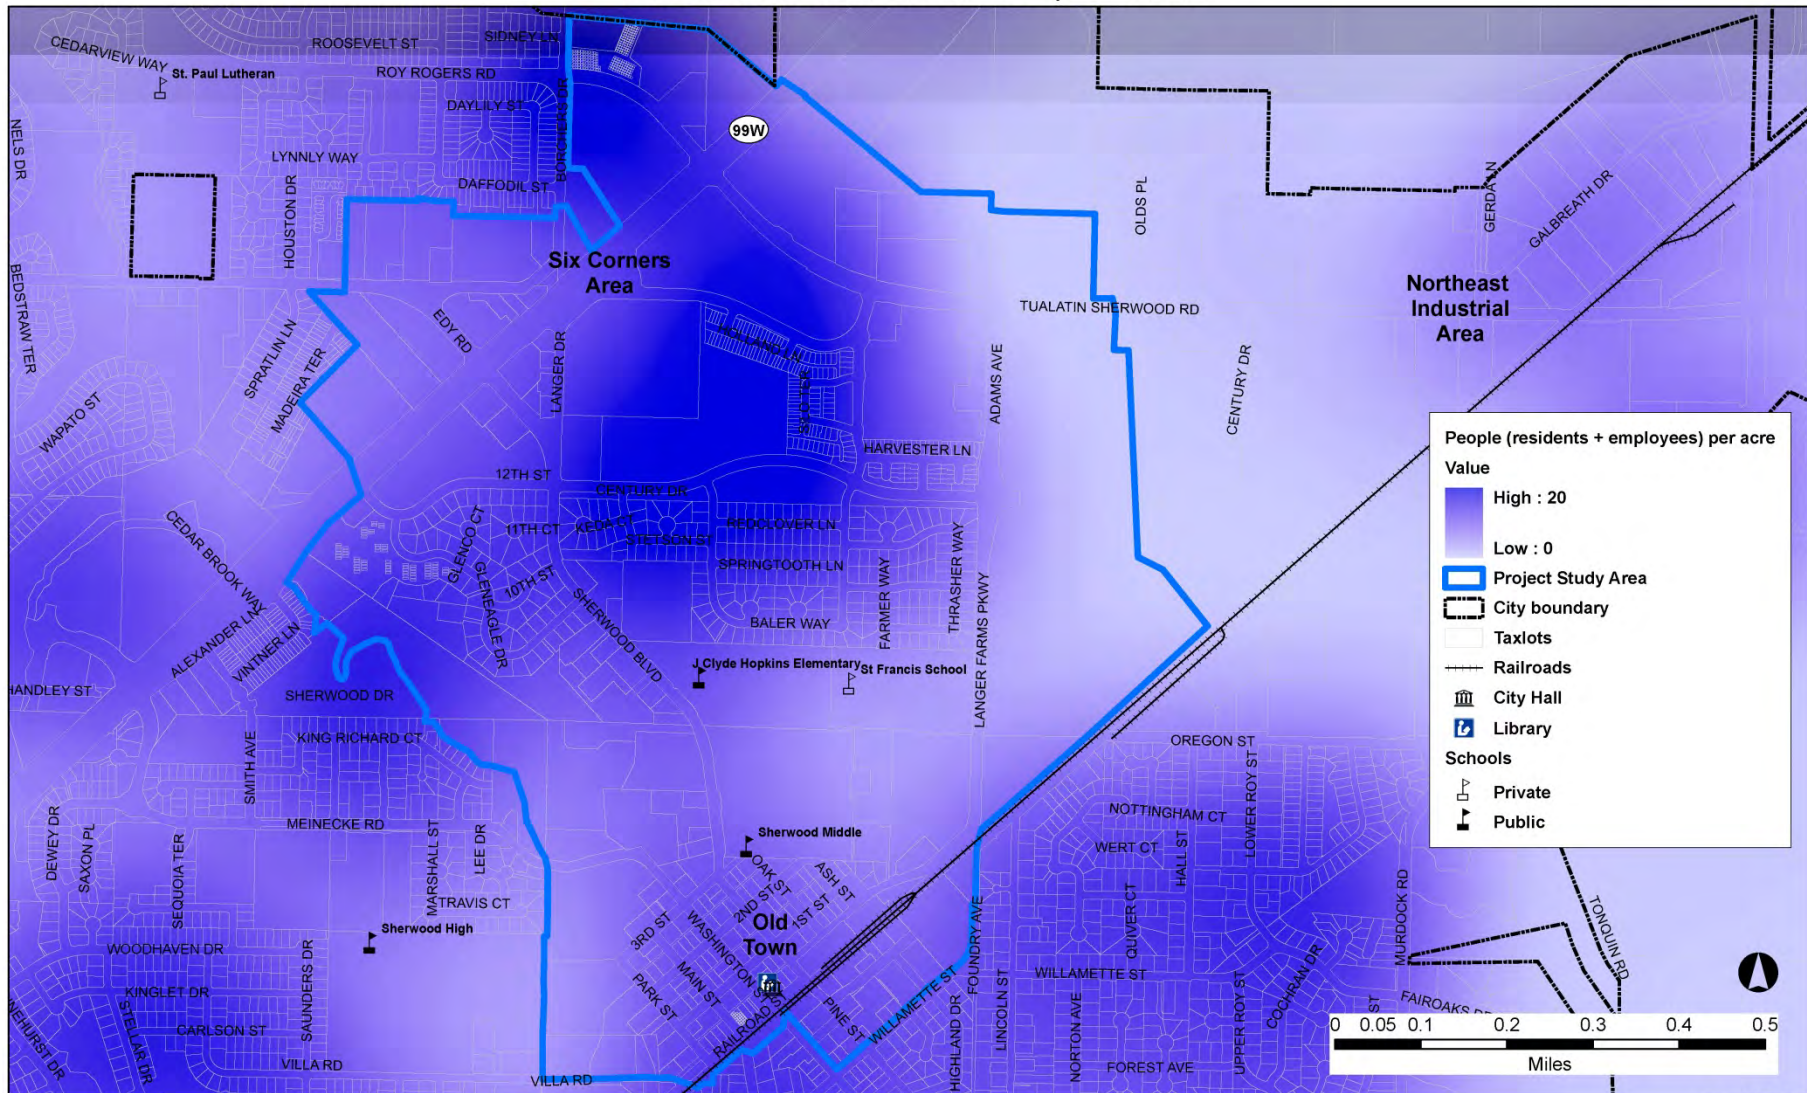 CEDARVIEW WAY
ROOSEVELT ST
SIDNEY LN
St. Paul Lutheran
ROY ROGERS RD
DAYLILY ST
BORCHERS DR
99W
NELS DR
LYNNLY WAY
DAFFODIL ST
HOUSTON DR
OLDS PL
GERDA LN
GALBREATH DR
Six Corners
Area
BEDSTRAW TER
Northeast
Industrial
Area
TUALATIN SHERWOOD RD
EDY RD
SPRATLIN LN
MADEIRA TER
LANGER DR
HOLLAND LN
ADAMS AVE
CENTURY DR
WAPATO ST
HARVESTER LN
12TH ST
CENTURY DR
11TH CT
KEDA CT
REDCLOVER LN
STETSON ST
CEDAR BROOK WAY
GLENCO CT
GLENEAGLE DR
10TH ST
SPRINGTOOTH LN
FARMER WAY
THRASHER WAY
SHERWOOD BLVD
BALER WAY
ALEXANDER LN
VINTNER LN
J Clyde Hopkins Elementary
St Francis School
LANGER FARMS PKWY
HANDLEY ST
SHERWOOD DR
KING RICHARD CT
SMITH AVE
OREGON ST
MEINECKE RD
DEWEY DR
SAXON PL
SEQUOIA TER
MARSHALL ST
LEE DR
TRAVIS CT
Sherwood Middle
NOTTINGHAM CT
LOWER ROY ST
WERT CT
HALL ST
OAK ST
ASH ST
2ND ST
1ST ST
3RD ST
WASHINGTON ST
Old
Town
Sherwood High
WOODHAVEN DR
SAUNDERS DR
KINGLET DR
STELLAR DR
CARLSON ST
VILLA RD
VILLA RD
PARK ST
MAIN ST
RAILROAD ST
PINE ST
WILLAMETTE ST
FOUNDRY AVE
HIGHLAND DR
LINCOLN ST
WILLAMETTE ST
QUIVER CT
NORTON AVE
FOREST AVE
UPPER ROY ST
COCHRAN DR
MURDOCK RD
FAIROAKS DR
TONQUIN RD
People (residents + employees) per acre
Value
High : 20
Low : 0
Project Study Area
City boundary
Taxlots
Railroads
City Hall
Library
Schools
Private
Public
0 0.05 0.1 0.2 0.3 0.4 0.5
Miles